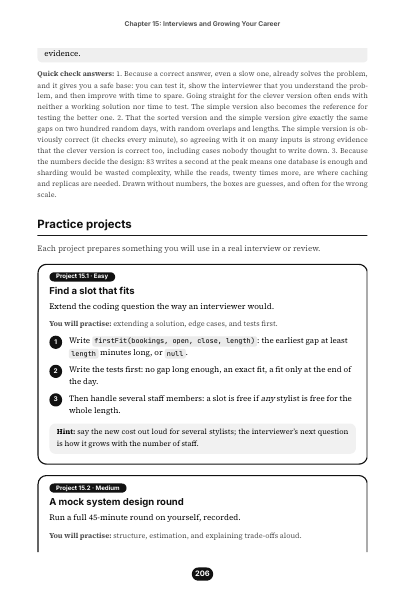 Chapter 15: Interviews and Growing Your Career
evidence.
Quick check answers: 1. Because a correct answer, even a slow one, already solves the problem,
and it gives you a safe base: you can test it, show the interviewer that you understand the prob-
lem, and then improve with time to spare. Going straight for the clever version often ends with
neither a working solution nor time to test. The simple version also becomes the reference for
testing the better one. 2. That the sorted version and the simple version give exactly the same
gaps on two hundred random days, with random overlaps and lengths. The simple version is ob-
viously correct (it checks every minute), so agreeing with it on many inputs is strong evidence
that the clever version is correct too, including cases nobody thought to write down. 3. Because
the numbers decide the design: 83 writes a second at the peak means one database is enough and
sharding would be wasted complexity, while the reads, twenty times more, are where caching
and replicas are needed. Drawn without numbers, the boxes are guesses, and often for the wrong
scale.
Practice projects
Each project prepares something you will use in a real interview or review.
Project 15.1 · Easy
Find a slot that fits
Extend the coding question the way an interviewer would.
You will practise: extending a solution, edge cases, and tests first.
1 Write firstFit(bookings, open, close, length): the earliest gap at least
length minutes long, or null.
2 Write the tests first: no gap long enough, an exact fit, a fit only at the end of
the day.
3 Then handle several staff members: a slot is free if any stylist is free for the
whole length.
Hint: say the new cost out loud for several stylists; the interviewer's next question
is how it grows with the number of staff.
Project 15.2 · Medium
A mock system design round
Run a full 45-minute round on yourself, recorded.
You will practise: structure, estimation, and explaining trade-offs aloud.
206